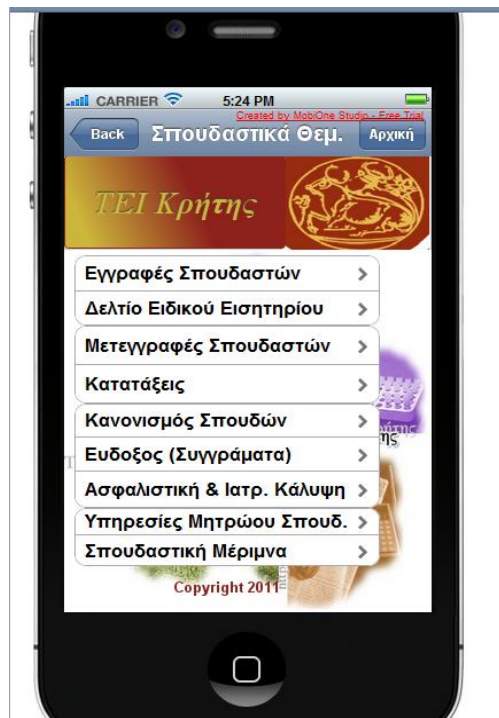 CARRIER 5:24 PM
Created by MobiOne Studio - Free Trial
Back Σπουδαστικά Θεμ. Αρχική
ΤΕΙ Κρήτης
Εγγραφές Σπουδαστών
Δελτίο Ειδικού Εισητηρίου
Μετεγγραφές Σπουδαστών
Κατατάξεις
Κανονισμός Σπουδών
Ευδοξος (Συγγράματα)
Ασφαλιστική & Ιατρ. Κάλυψη
Υπηρεσίες Μητρώου Σπουδ.
Σπουδαστική Μέριμνα
Copyright 2011